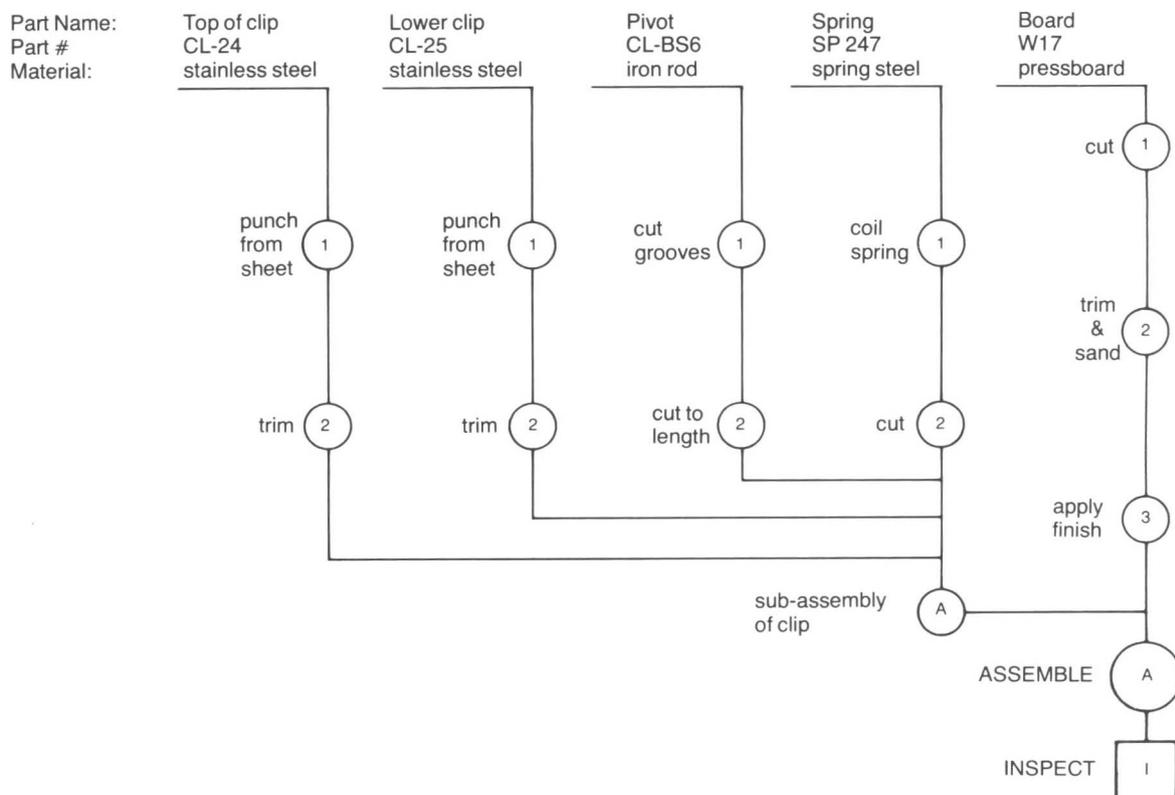 Part Name:
Part #
Material:
Top of clip
CL-24
stainless steel
Lower clip
CL-25
stainless steel
Pivot
CL-BS6
iron rod
Spring
SP 247
spring steel
Board
W17
pressboard
cut
1
punch
from
sheet
1
punch
from
sheet
1
cut
grooves
1
coil
spring
1
trim
&
sand
2
trim
2
trim
2
cut to
length
2
cut
2
apply
finish
3
sub-assembly
of clip
A
ASSEMBLE
A
INSPECT
I